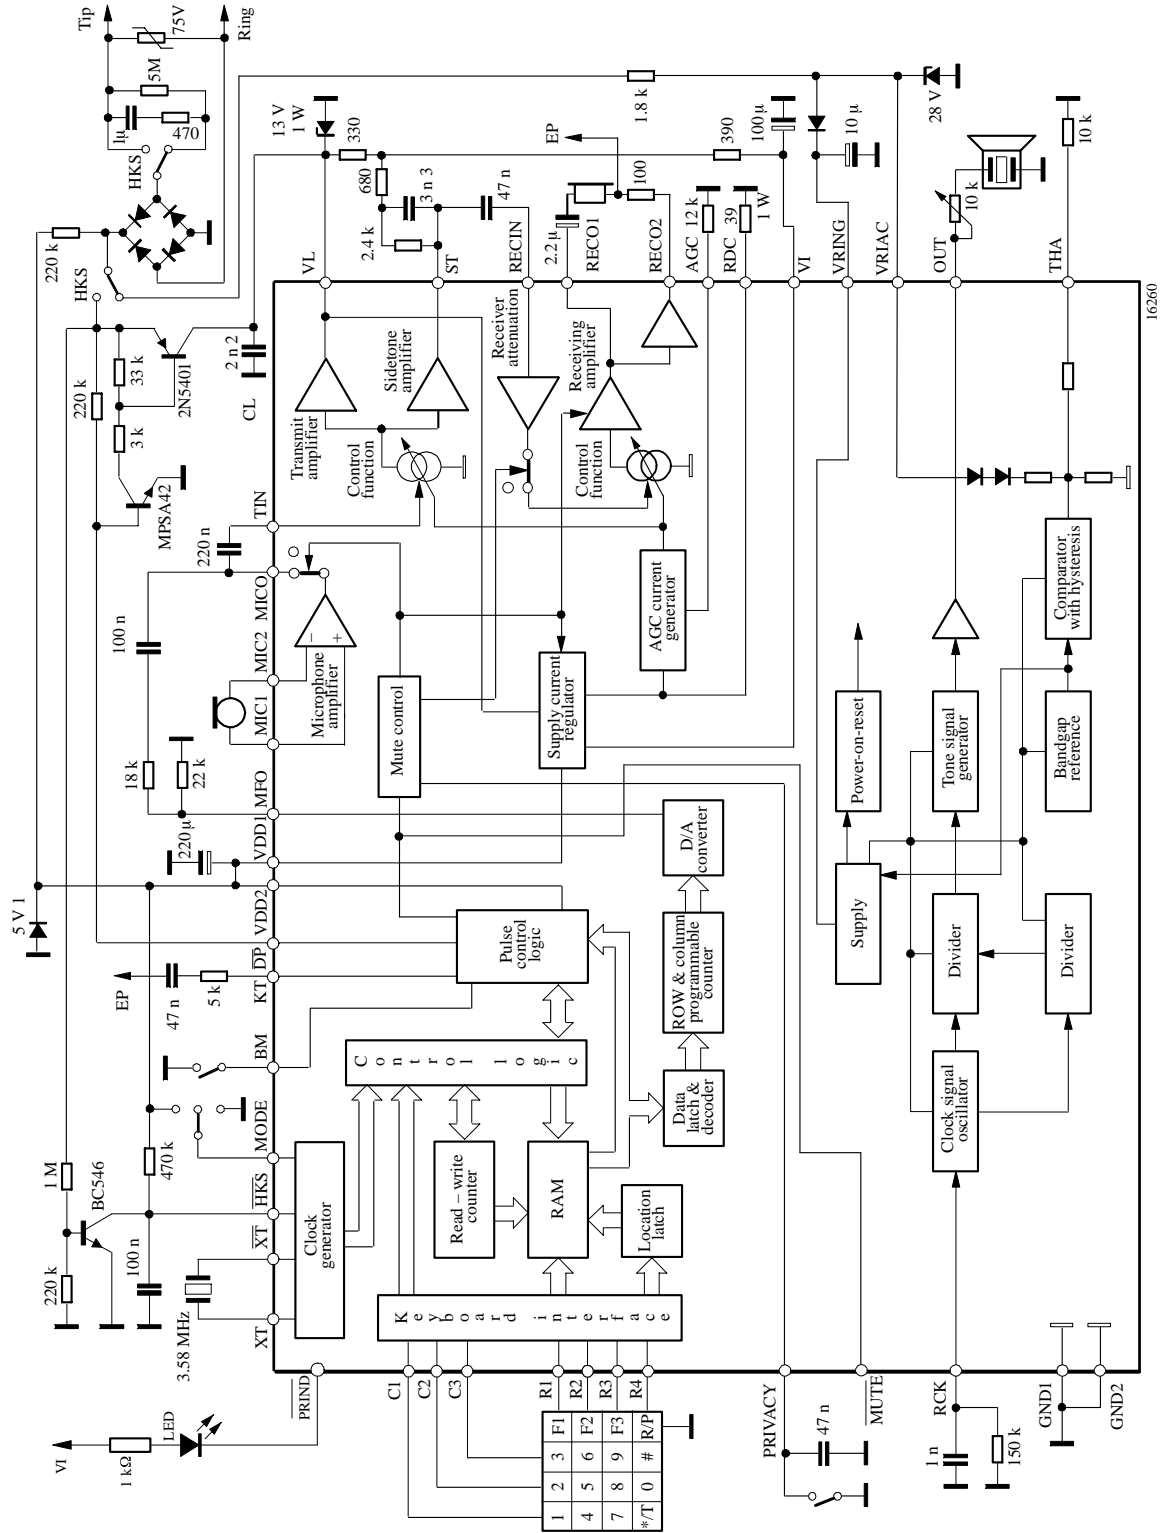 Tip
75V
Ring
5M
1µ
470
HKS
220 k
HKS
13 V
1 W
330
680
3 n 3
2.4 k
47 n
EP
1.8 k
390
100 µ
10 µ
28 V
100
2.2 µ
12 k
39
1 W
10 k
10 k
VL
ST
RECIN
RECO1
RECO2
AGC
RDC
VI
VRING
VRIAC
OUT
THA
16260
33 k
2N5401
2 n 2
CL
220 k
3 k
MPSA42
220 n
TIN
MICO
MIC2
MIC1
MFO
VDD1
VDD2
DP
KT
BM
MODE
HKS
XT
XT
100 n
18 k
22 k
220 µ
5 V 1
EP
47 n
5 k
470 k
1 M
BC546
220 k
100 n
3.58 MHz
Transmit
amplifier
Sidetone
amplifier
Control
function
Receiver
attenuation
Receiving
amplifier
Control
function
–
+
Microphone
amplifier
Mute control
Supply current
regulator
AGC current
generator
Power-on-reset
Tone signal
generator
Comparator
with hysteresis
Bandgap
reference
D/A
converter
Supply
Divider
Divider
Pulse
control
logic
ROW & column
programmable
counter
Control logic
Data
latch &
decoder
Clock signal
oscillator
Clock
generator
Read – write
counter
RAM
Location
latch
Keyboard interface
PRIND
C1
C2
C3
R1
R2
R3
R4
PRIVACY
MUTE
RCK
GND1
GND2
VI
1 kΩ
LED
1 2 3 F1
4 5 6 F2
7 8 9 F3
*/T 0 # R/P
47 n
1 n
150 k